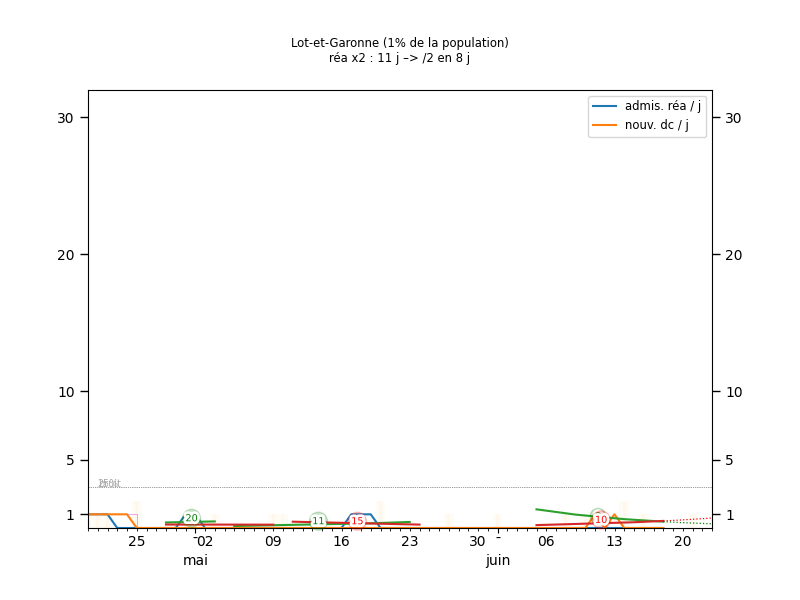 Lot-et-Garonne (1% de la population)
réa x2 : 11 j –> /2 en 8 j
admis. réa / j
nouv. dc / j
30 30
20 20
10 10
5 5
1 1
20 11 15 10
25 02 09 16 23 30 06 13 20
mai juin